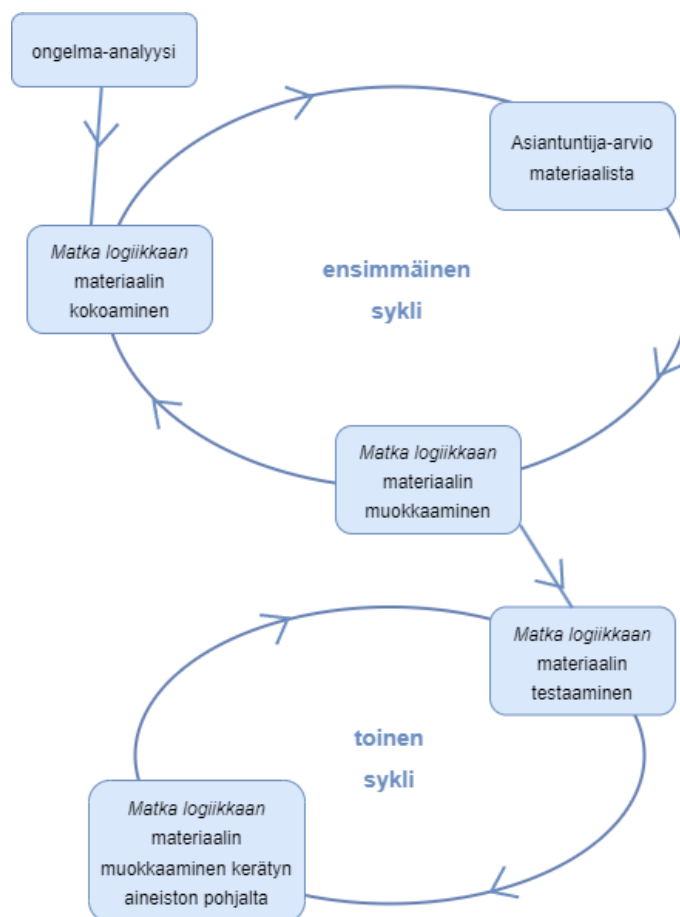 ongelma-analyysi
Asiantuntija-arvio
materiaalista
Matka logiikkaan
materiaalin
kokoaminen
ensimmäinen
sykli
Matka logiikkaan
materiaalin
muokkaaminen
Matka logiikkaan
materiaalin
testaaminen
toinen
sykli
Matka logiikkaan
materiaalin
muokkaaminen kerätyn
aineiston pohjalta